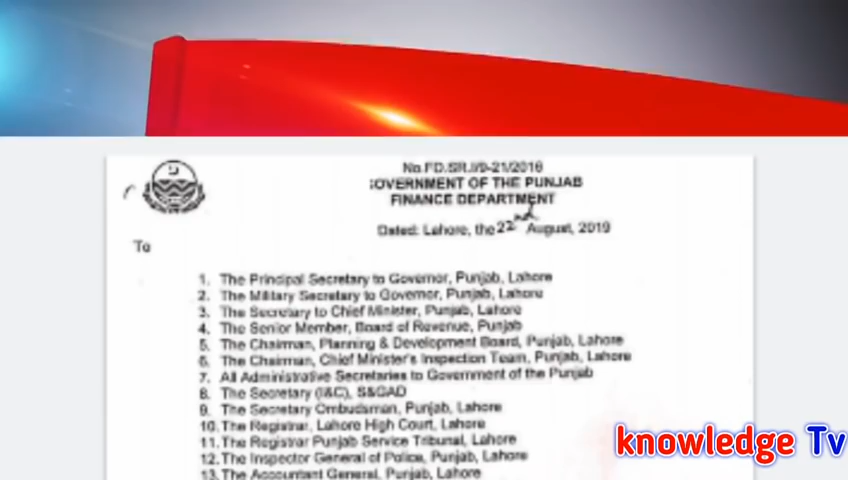 No.FD.SR.I/9-21/2016
GOVERNMENT OF THE PUNJAB
FINANCE DEPARTMENT
Dated: Lahore, the 22nd August, 2019
To
1. The Principal Secretary to Governor, Punjab, Lahore
2. The Military Secretary to Governor, Punjab, Lahore
3. The Secretary to Chief Minister, Punjab, Lahore
4. The Senior Member, Board of Revenue, Punjab
5. The Chairman, Planning & Development Board, Punjab, Lahore
6. The Chairman, Chief Minister's Inspection Team, Punjab, Lahore
7. All Administrative Secretaries to Government of the Punjab
8. The Secretary (I&C), S&GAD
9. The Secretary Ombudsman, Punjab, Lahore
10. The Registrar, Lahore High Court, Lahore
11. The Registrar Punjab Service Tribunal, Lahore
12. The Inspector General of Police, Punjab, Lahore
13. The Accountant General, Punjab, Lahore
knowledge Tv